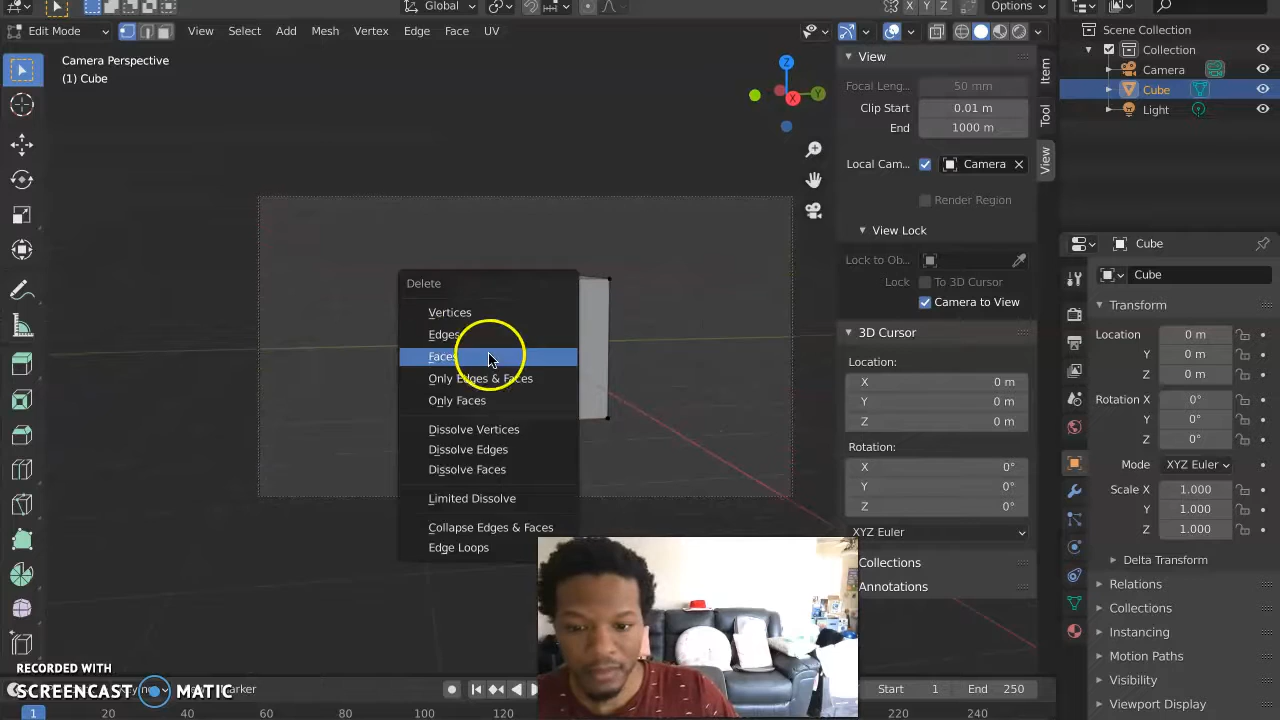 Global
X Y Z
Options
Edit Mode
View Select Add Mesh Vertex Edge Face UV
Camera Perspective
(1) Cube
Z
X
Y
Delete
Vertices
Edges
Faces
Only Edges & Faces
Only Faces
Dissolve Vertices
Dissolve Edges
Dissolve Faces
Limited Dissolve
Collapse Edges & Faces
Edge Loops
View
Focal Leng... 50 mm
Clip Start 0.01 m
End 1000 m
Local Cam... Camera
Render Region
View Lock
Lock to Ob...
Lock To 3D Cursor
Camera to View
3D Cursor
Location:
X 0 m
Y 0 m
Z 0 m
Rotation:
X 0°
Y 0°
Z 0°
XYZ Euler
Collections
Annotations
Item
Tool
View
Scene Collection
Collection
Camera
Cube
Light
Cube
Cube
Transform
Location 0 m
Y 0 m
Z 0 m
Rotation X 0°
Y 0°
Z 0°
Mode XYZ Euler
Scale X 1.000
Y 1.000
Z 1.000
Delta Transform
Relations
Collections
Instancing
Motion Paths
Visibility
Viewport Display
RECORDED WITH
SCREENCAST MATIC
Marker
Start 1 End 250
1 20 40 60 80 100 120 220 240